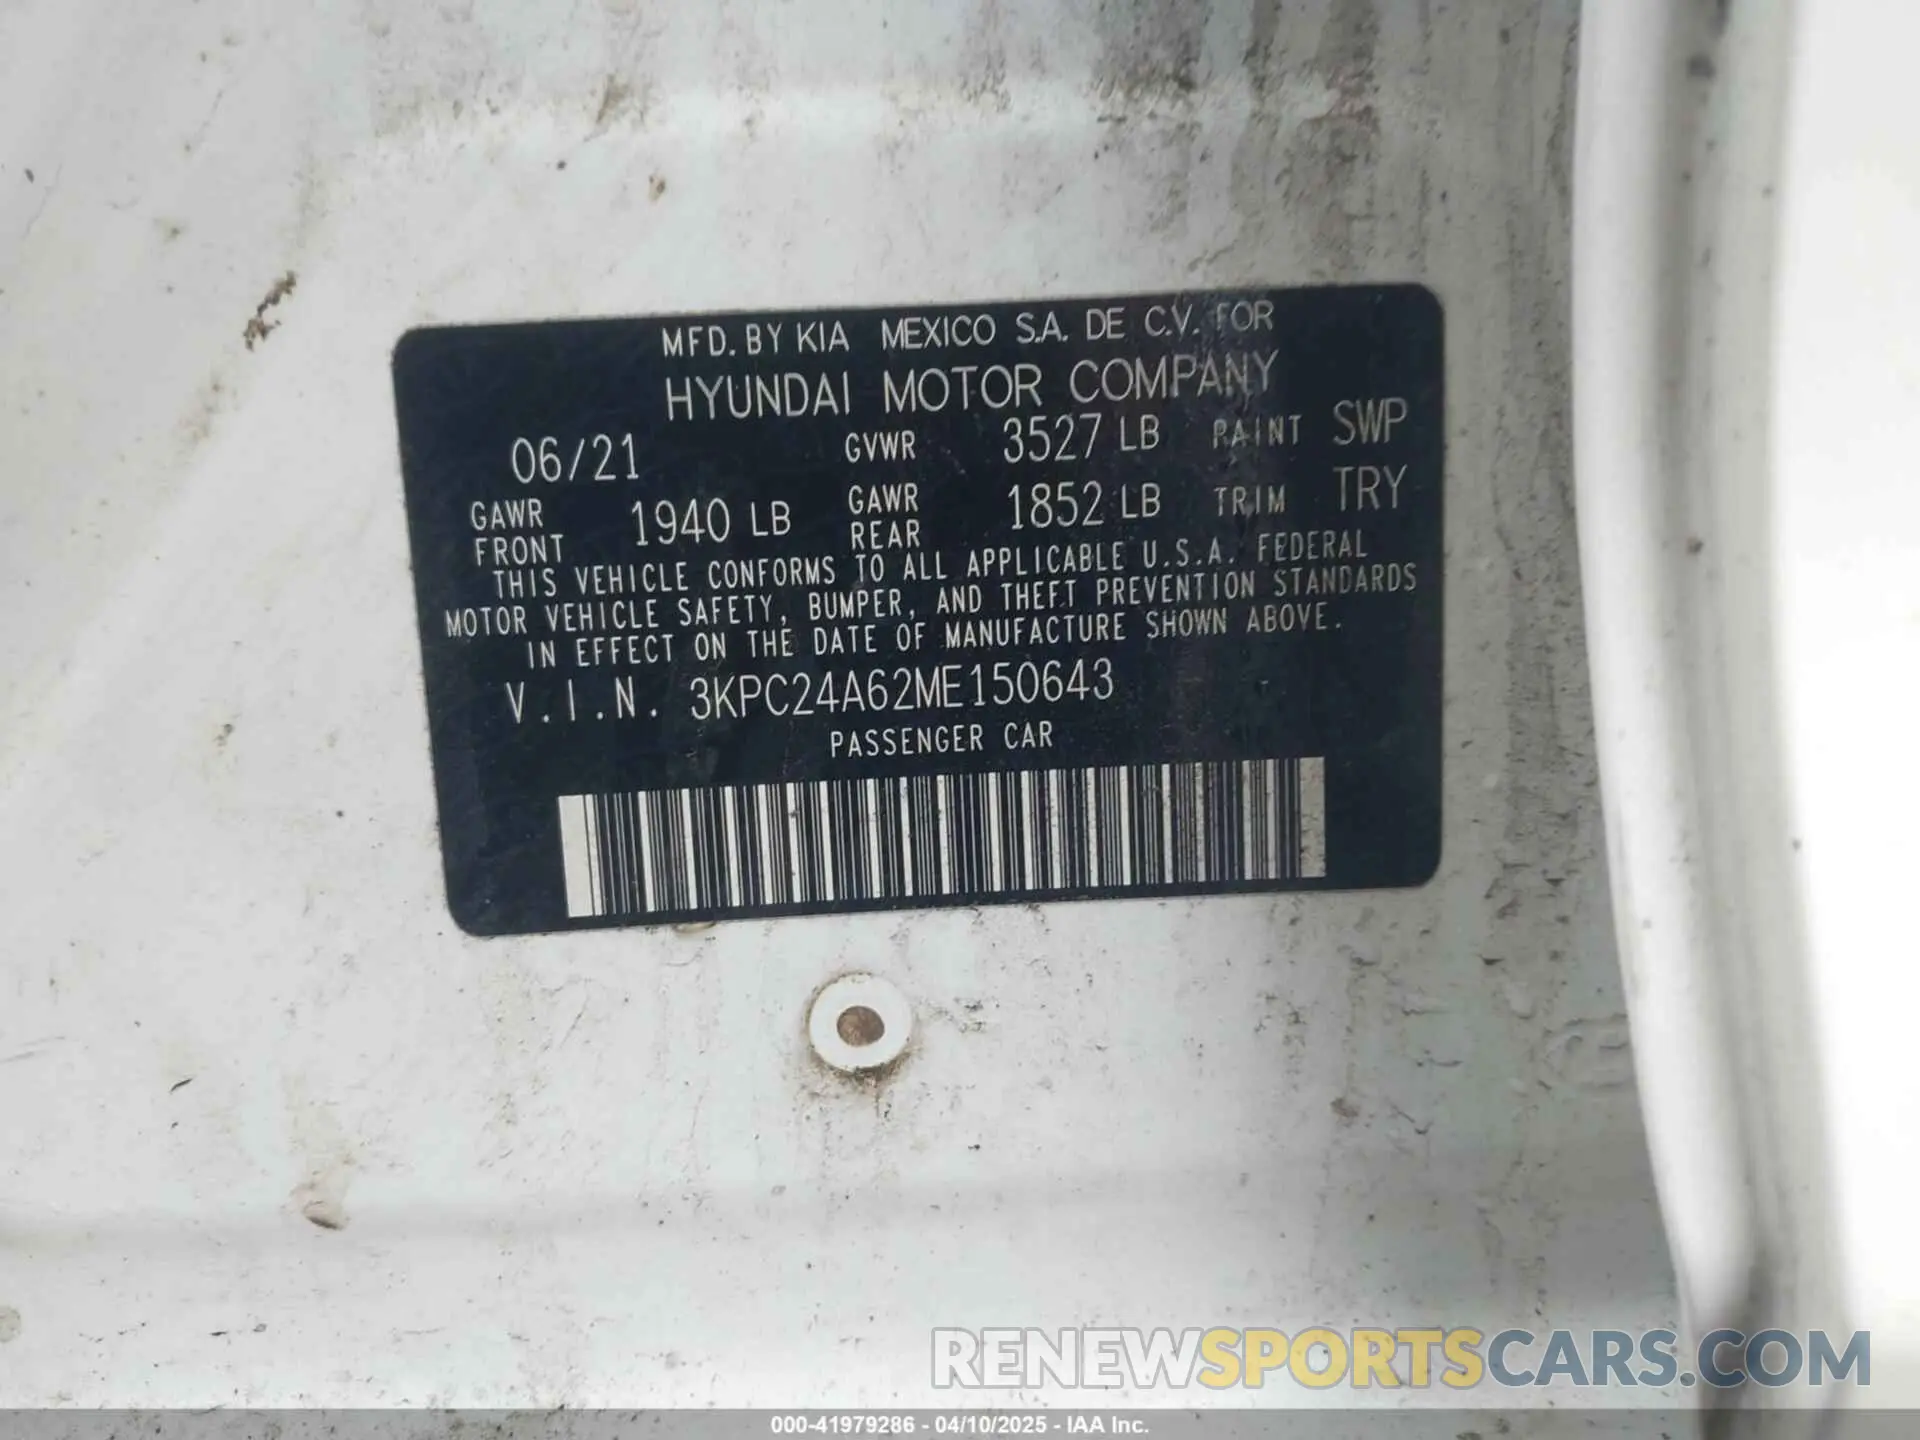 MFD. BY KIA MEXICO S.A. DE C.V. FOR
HYUNDAI MOTOR COMPANY
06/21 GVWR 3527 LB PAINT SWP
GAWR FRONT 1940 LB GAWR REAR 1852 LB TRIM TRY
THIS VEHICLE CONFORMS TO ALL APPLICABLE U.S.A. FEDERAL
MOTOR VEHICLE SAFETY, BUMPER, AND THEFT PREVENTION STANDARDS
IN EFFECT ON THE DATE OF MANUFACTURE SHOWN ABOVE.
V.I.N. 3KPC24A62ME150643
PASSENGER CAR
RENEWSPORTSCARS.COM
000-41979286 - 04/10/2025 - IAA Inc.